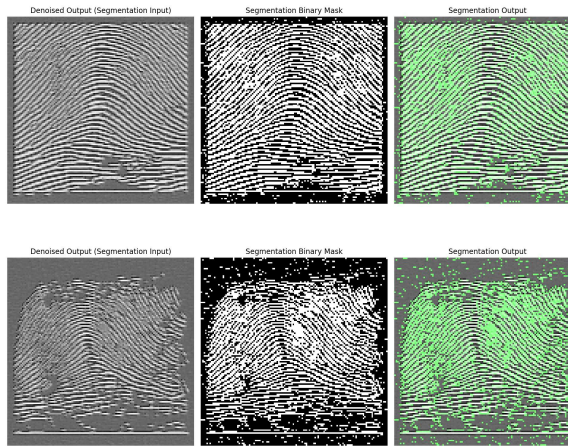 Denoised Output (Segmentation Input)
Segmentation Binary Mask
Segmentation Output
Denoised Output (Segmentation Input)
Segmentation Binary Mask
Segmentation Output